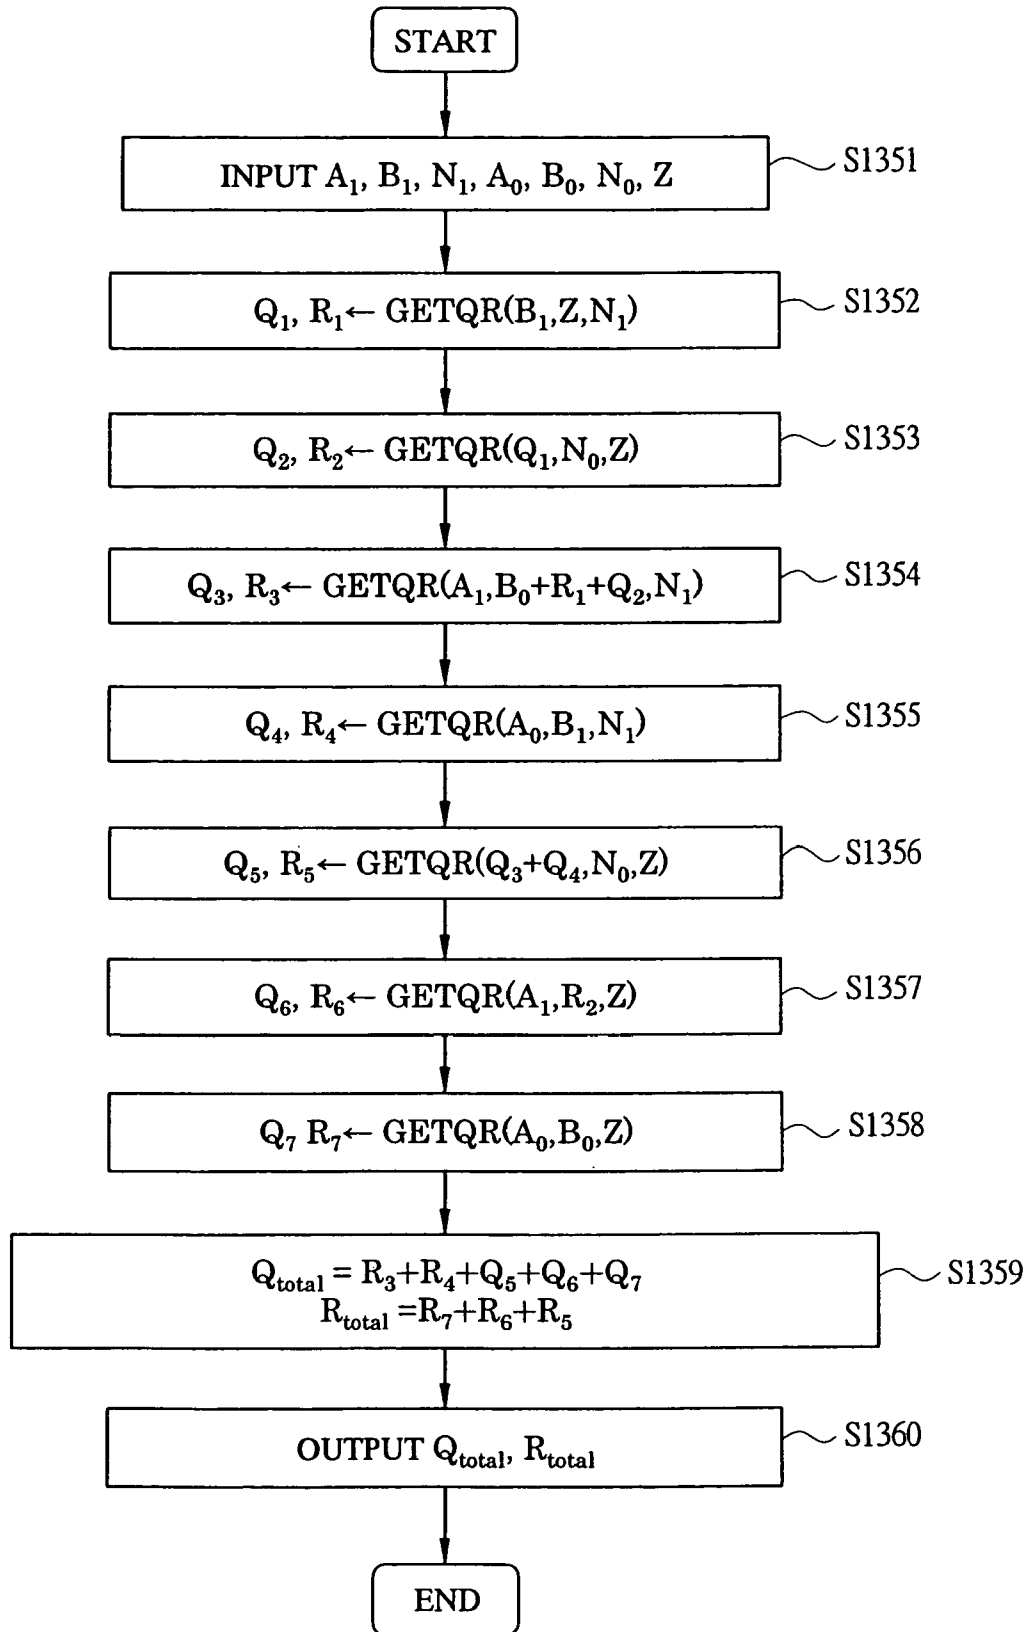 START
INPUT A₁, B₁, N₁, A₀, B₀, N₀, Z
S1351
Q₁, R₁← GETQR(B₁,Z,N₁)
S1352
Q₂, R₂← GETQR(Q₁,N₀,Z)
S1353
Q₃, R₃← GETQR(A₁,B₀+R₁+Q₂,N₁)
S1354
Q₄, R₄← GETQR(A₀,B₁,N₁)
S1355
Q₅, R₅← GETQR(Q₃+Q₄,N₀,Z)
S1356
Q₆, R₆← GETQR(A₁,R₂,Z)
S1357
Q₇ R₇← GETQR(A₀,B₀,Z)
S1358
Q_total = R₃+R₄+Q₅+Q₆+Q₇
R_total =R₇+R₆+R₅
S1359
OUTPUT Q_total, R_total
S1360
END